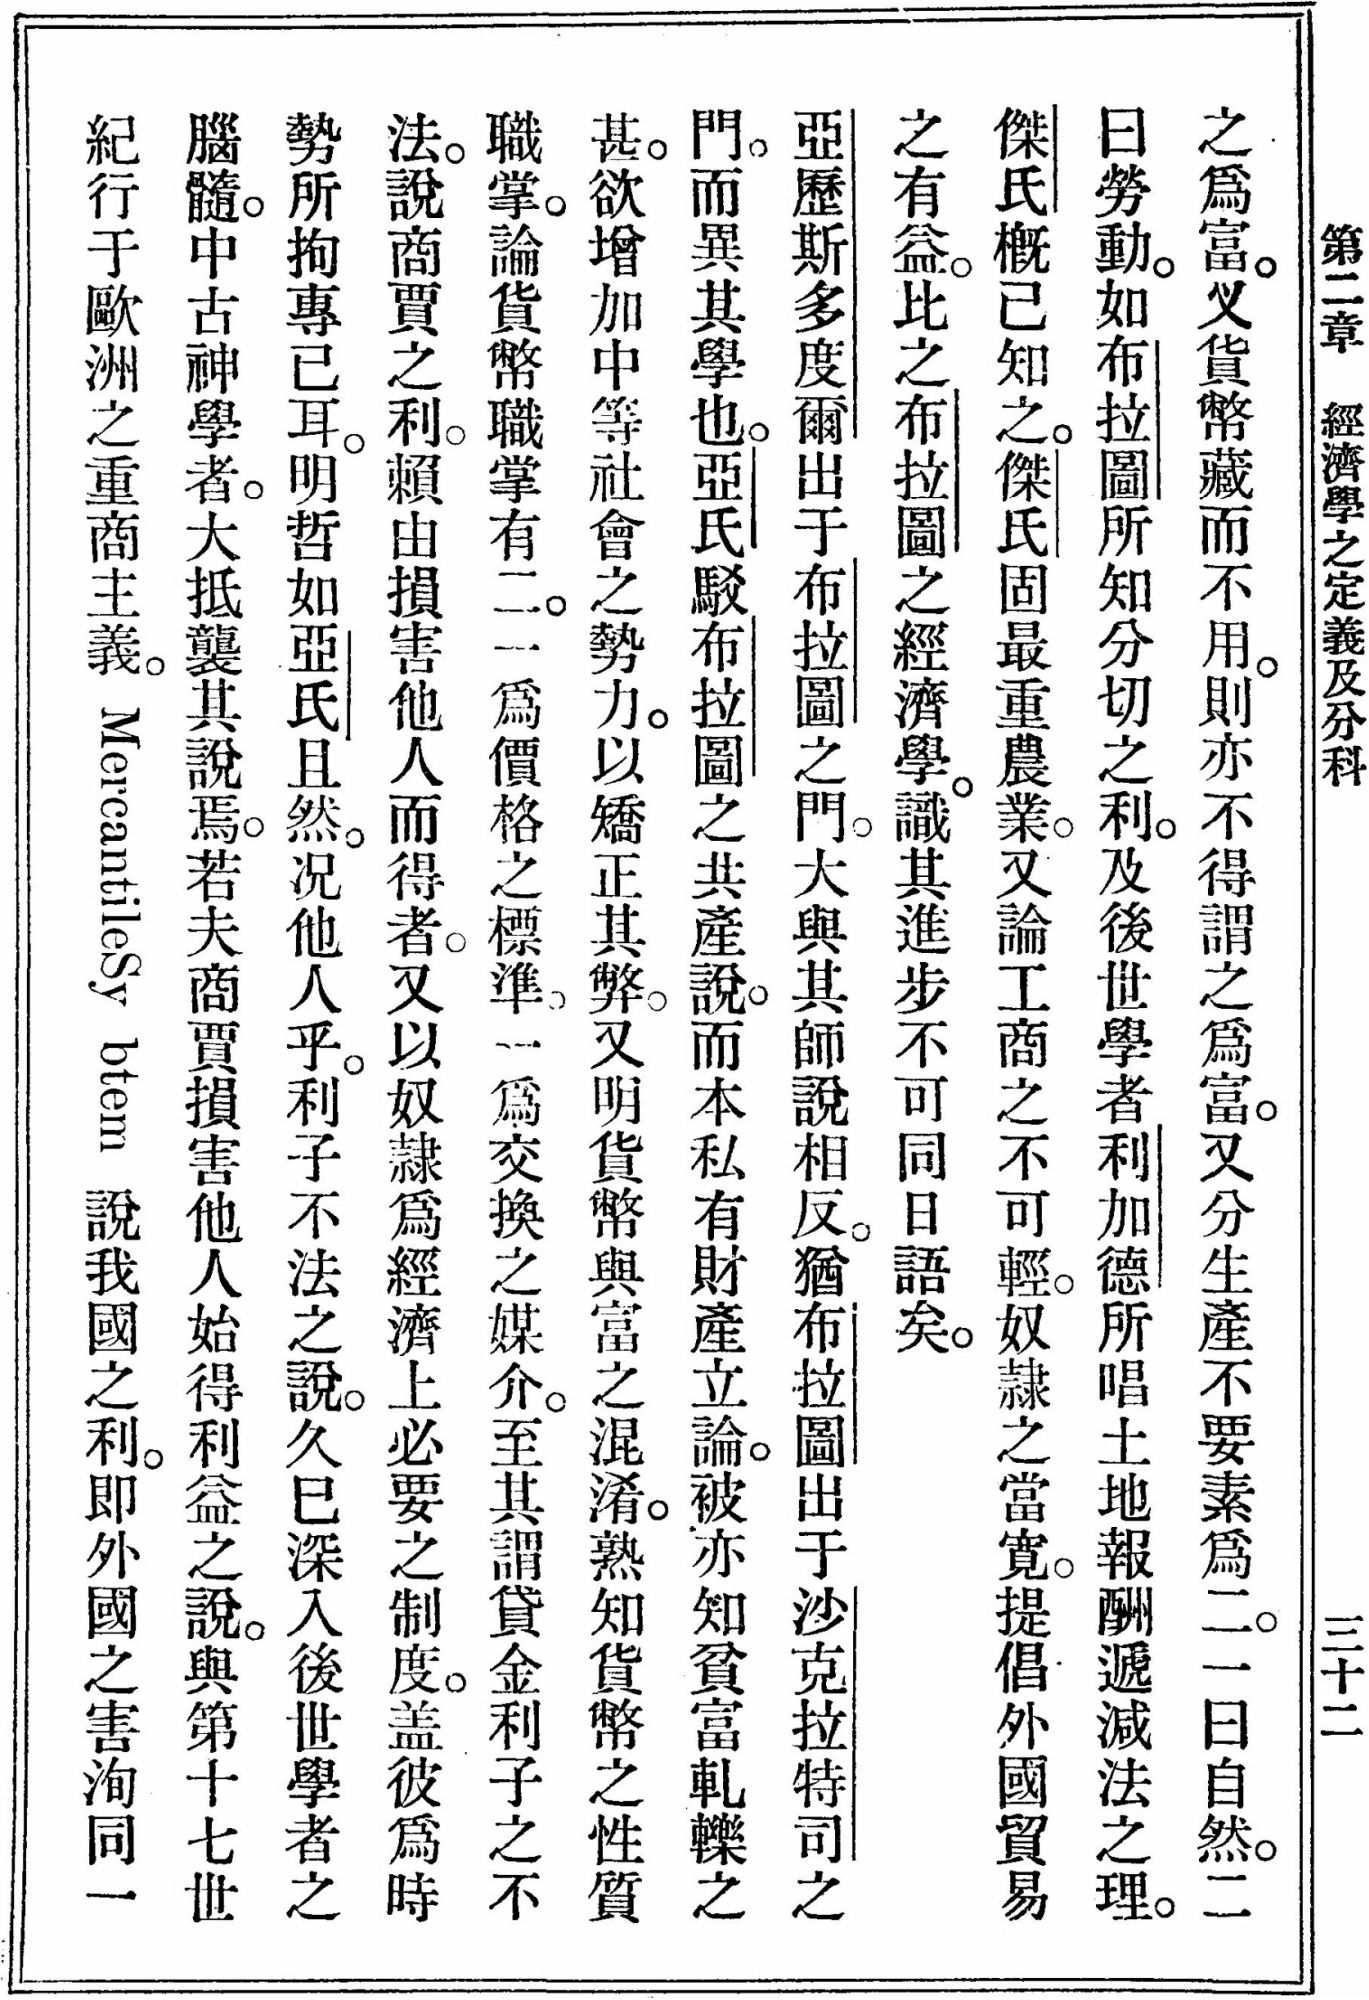 第二章　經濟學之定義及分科　三十二
之爲富。又貨幣藏而不用。則亦不得謂之爲富。又分生產不要素爲二。一曰自然。二
曰勞動。如布拉圖所知分切之利。及後世學者利加德所唱土地報酬遞減法之理。
傑氏概已知之。傑氏固最重農業。又論工商之不可輕。奴隸之當寬。提倡外國貿易
之有益。比之布拉圖之經濟學。識其進步不可同日語矣。
亞歷斯多度爾出于布拉圖之門。大與其師說相反。猶布拉圖出于沙克拉特司之
門。而異其學也。亞氏駁布拉圖之共產說。而本私有財產立論。被亦知貧富軋轢之
甚。欲增加中等社會之勢力。以矯正其弊。又明貨幣與富之混淆。熟知貨幣之性質
職掌。論貨幣職掌有二。一爲價格之標準。一爲交換之媒介。至其謂貸金利子之不
法。說商賈之利。賴由損害他人而得者。又以奴隸爲經濟上必要之制度。盖彼爲時
勢所拘專已耳。明哲如亞氏且然。况他人乎。利子不法之說。久已深入後世學者之
腦髓。中古神學者。大抵襲其說焉。若夫商賈損害他人始得利益之說。與第十七世
紀行于歐洲之重商主義。MercantileSy btem 說我國之利。即外國之害洵同一